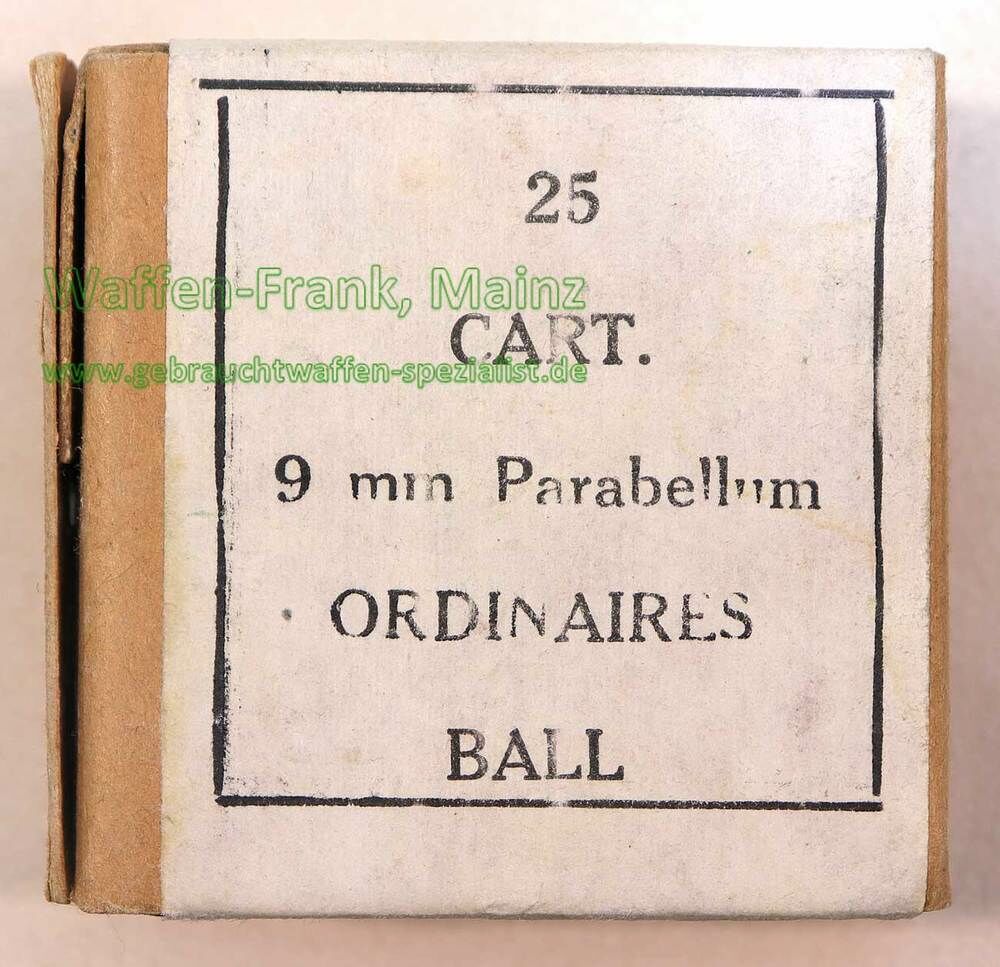 25
Waffen-Frank, Mainz
CART.
www.gebrauchtwaffen-spezialist.de
9 mm Parabellum
ORDINAIRES
BALL